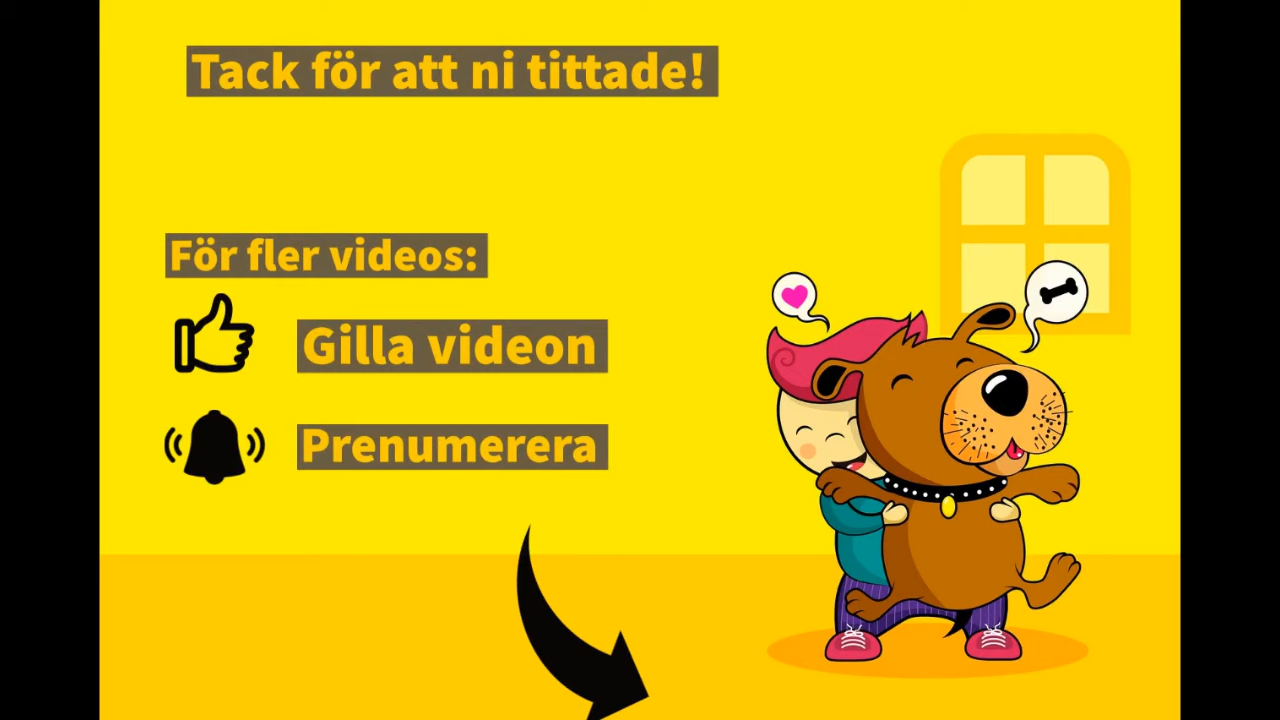 Tack för att ni tittade!
För fler videos:
Gilla videon
Prenumerera